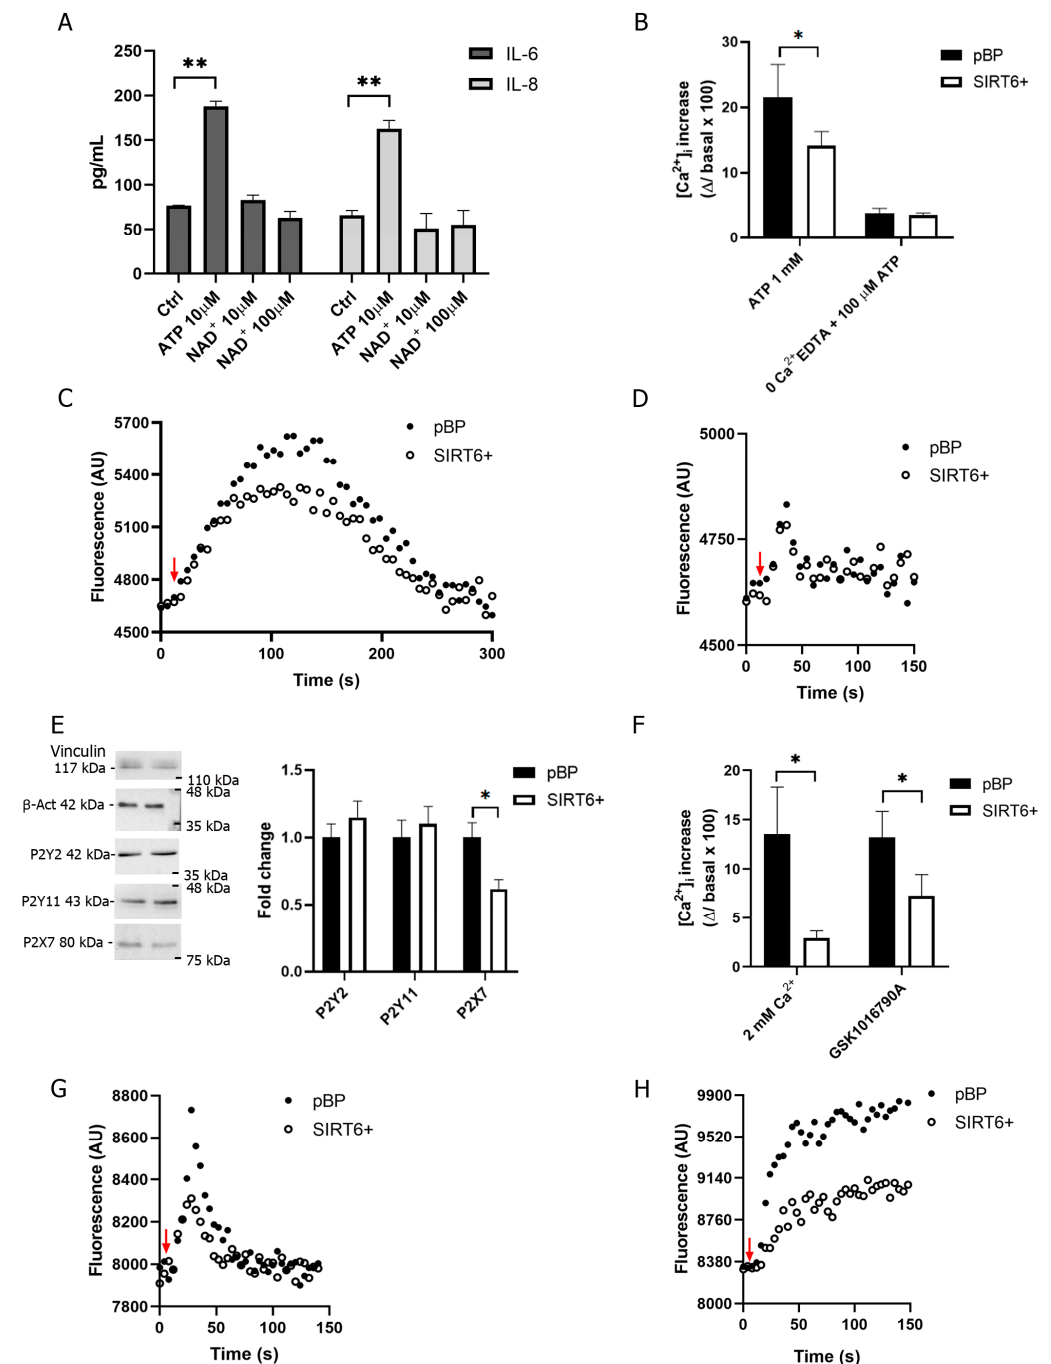 A
250
200
150
100
50
0
pg/mL
**
**
IL-6
IL-8
Ctrl
ATP 10μM
NAD⁺ 10μM
NAD⁺ 100μM
Ctrl
ATP 10μM
NAD⁺ 10μM
NAD⁺ 100μM
B
30
20
10
0
[Ca²⁺]ᵢ increase
(Δ/ basal x 100)
*
pBP
SIRT6+
ATP 1 mM
0 Ca²⁺EDTA + 100 μM ATP
C
5700
5400
5100
4800
4500
Fluorescence (AU)
pBP
SIRT6+
0 100 200 300
Time (s)
D
5000
4750
4500
Fluorescence (AU)
pBP
SIRT6+
0 50 100 150
Time (s)
E
Vinculin
117 kDa -
110 kDa
48 kDa
β-Act 42 kDa -
35 kDa
P2Y2 42 kDa-
35 kDa
48 kDa
P2Y11 43 kDa-
P2X7 80 kDa -
75 kDa
1.5
1.0
0.5
0.0
Fold change
*
pBP
SIRT6+
P2Y2
P2Y11
P2X7
F
20
15
10
5
0
[Ca²⁺]ᵢ increase
(Δ/ basal x 100)
*
*
pBP
SIRT6+
2 mM Ca²⁺
GSK1016790A
G
8800
8600
8400
8200
8000
7800
Fluorescence (AU)
pBP
SIRT6+
0 50 100 150
Time (s)
H
9900
9520
9140
8760
8380
8000
Fluorescence (AU)
pBP
SIRT6+
0 50 100 150
Time (s)